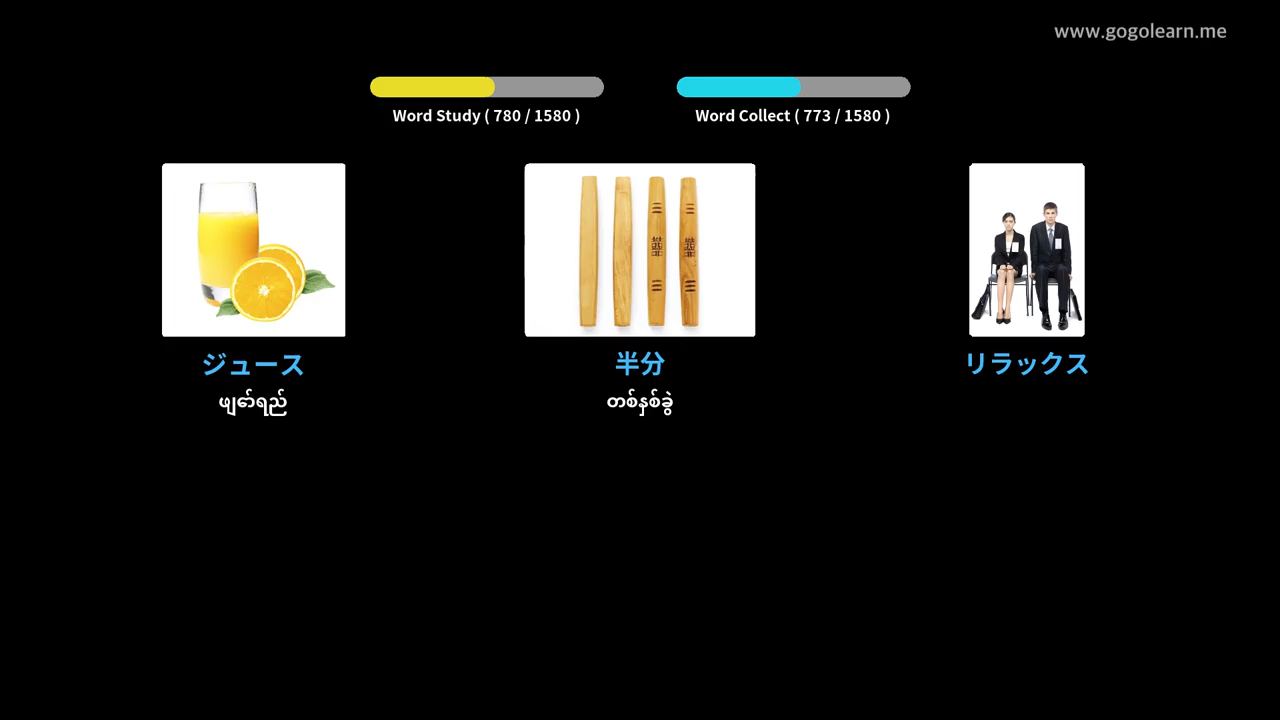 www.gogolearn.me
Word Study ( 780 / 1580 )
Word Collect ( 773 / 1580 )
ジュース
半分
リラックス
ဖျော်ရည်
တစ်နှစ်ခွဲ